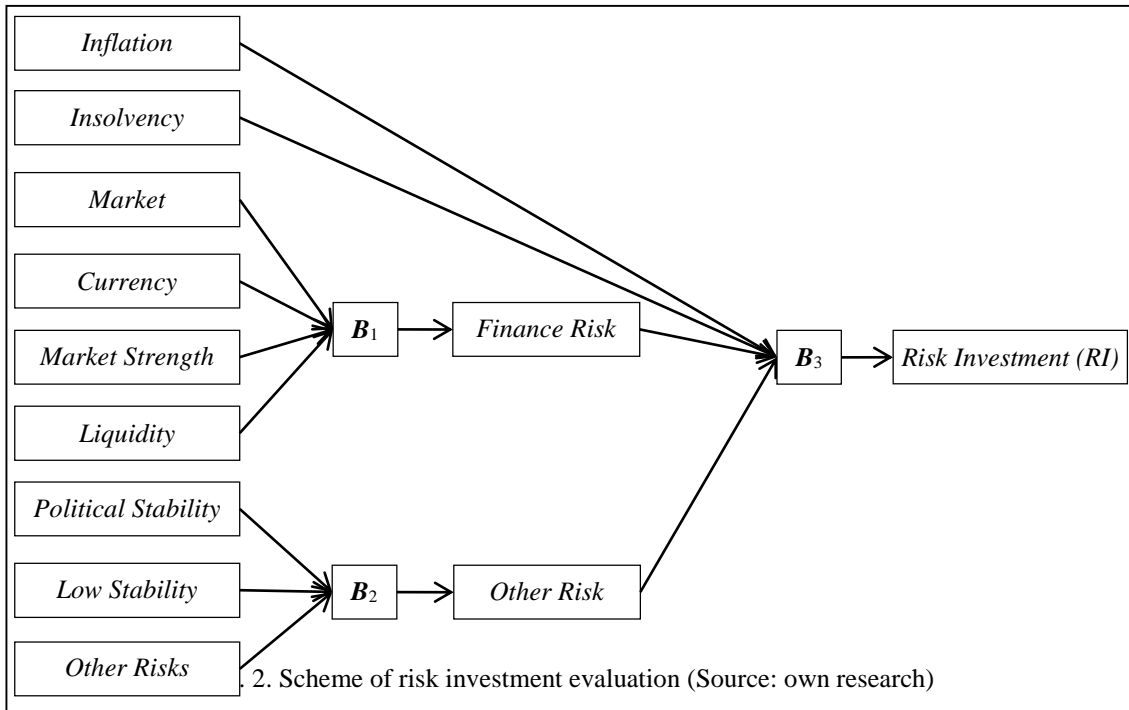 Inflation
Insolvency
Market
Currency
Market Strength
Liquidity
Political Stability
Low Stability
Other Risks
B1
Finance Risk
B2
Other Risk
B3
Risk Investment (RI)
. 2. Scheme of risk investment evaluation (Source: own research)